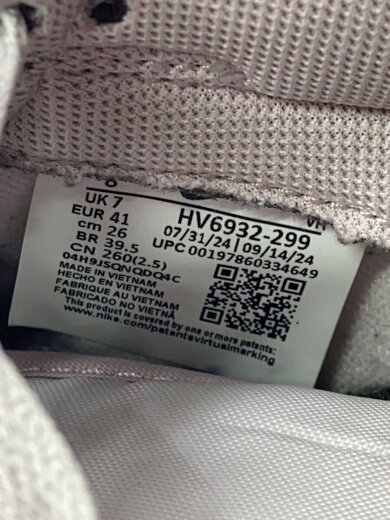 UK 7
EUR 41
cm 26
BR 39.5
CN 260(2.5)
VH
HV6932-299
07/31/24 | 09/14/24
UPC 00197860334649
04H9JSQNQDQ4C
MADE IN VIETNAM
HECHO EN VIETNAM
FABRIQUE AU VIETNAM
FABRICADO NO VIETNÃ
This product is covered by one or more patents:
www.nike.com/patentsvirtualmarking